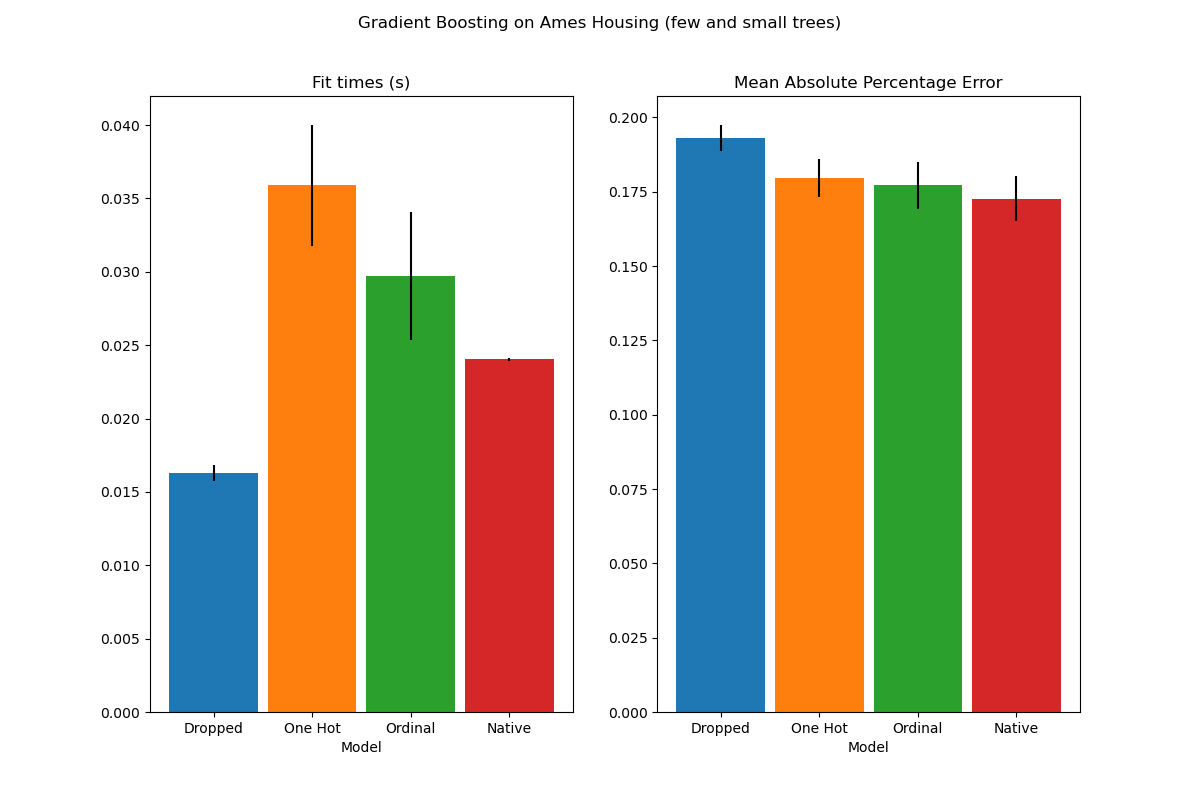 Gradient Boosting on Ames Housing (few and small trees)
Fit times (s)
0.040
0.035
0.030
0.025
0.020
0.015
0.010
0.005
0.000
Dropped One Hot Ordinal Native
Model
Mean Absolute Percentage Error
0.200
0.175
0.150
0.125
0.100
0.075
0.050
0.025
0.000
Dropped One Hot Ordinal Native
Model